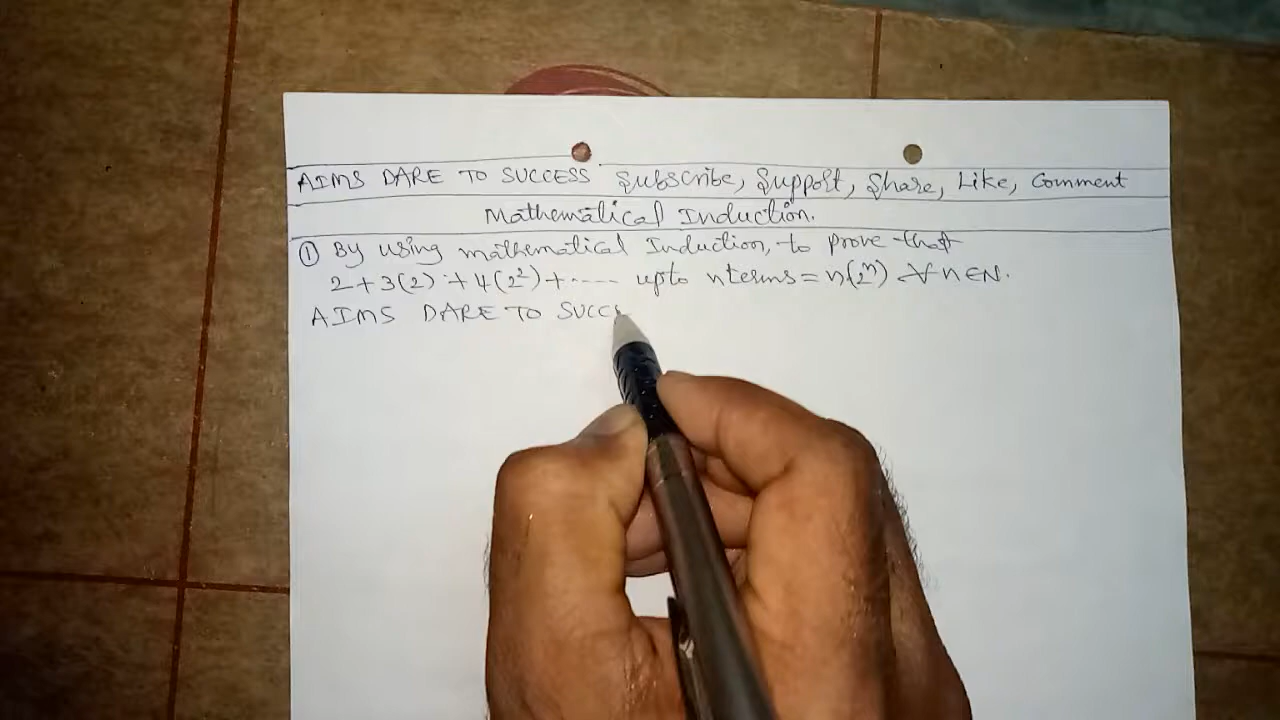 AIMS DARE TO SUCCESS Subscribe, Support, Share, Like, Comment
Mathematical Induction.
① By using mathematical Induction, to prove that
2+3(2)+4(2²)+..... upto n terms = n(2ⁿ) ∀ n∈N.
AIMS DARE TO SUCCS